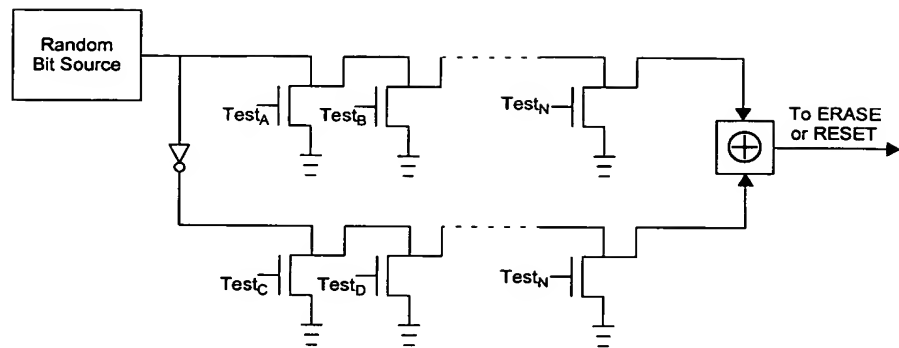 Random
Bit Source
Test_A
Test_B
Test_N
To ERASE
or RESET
Test_C
Test_D
Test_N